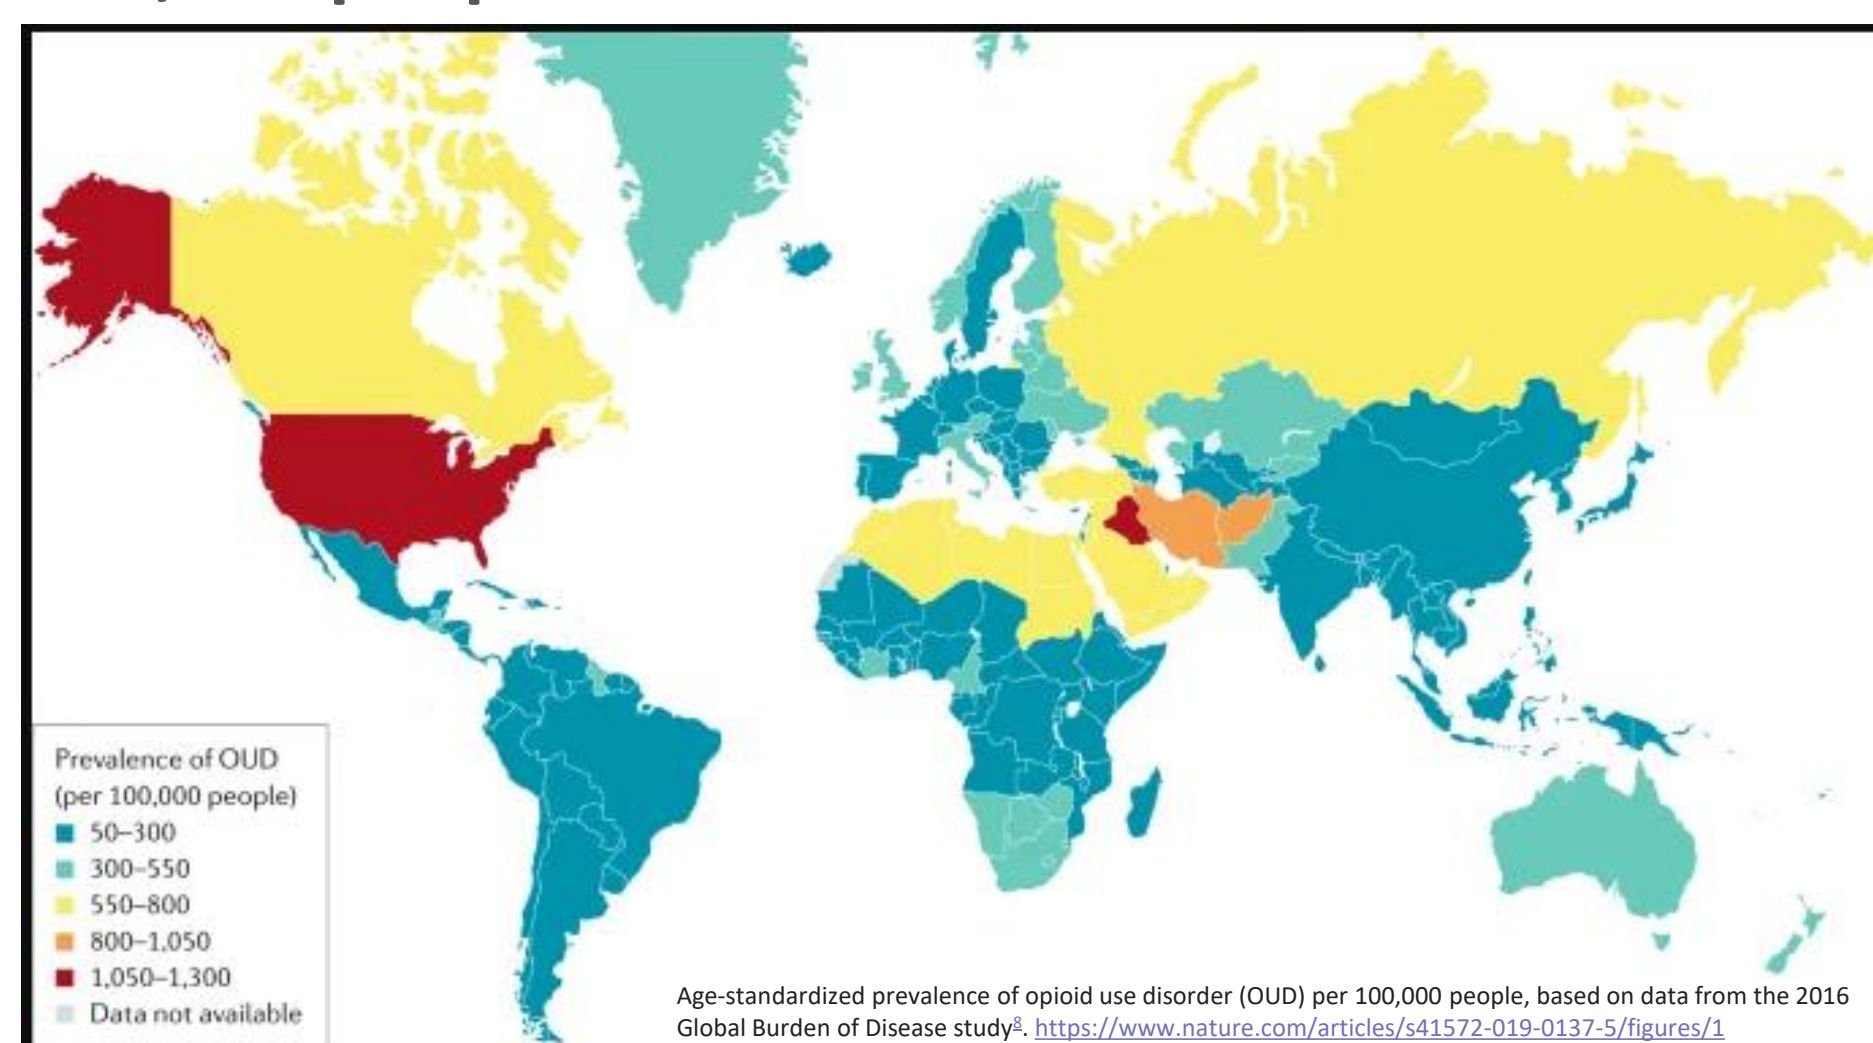 Prevalence of OUD
(per 100,000 people)
50–300
300–550
550–800
800–1,050
1,050–1,300
Data not available
Age-standardized prevalence of opioid use disorder (OUD) per 100,000 people, based on data from the 2016
Global Burden of Disease study8. https://www.nature.com/articles/s41572-019-0137-5/figures/1